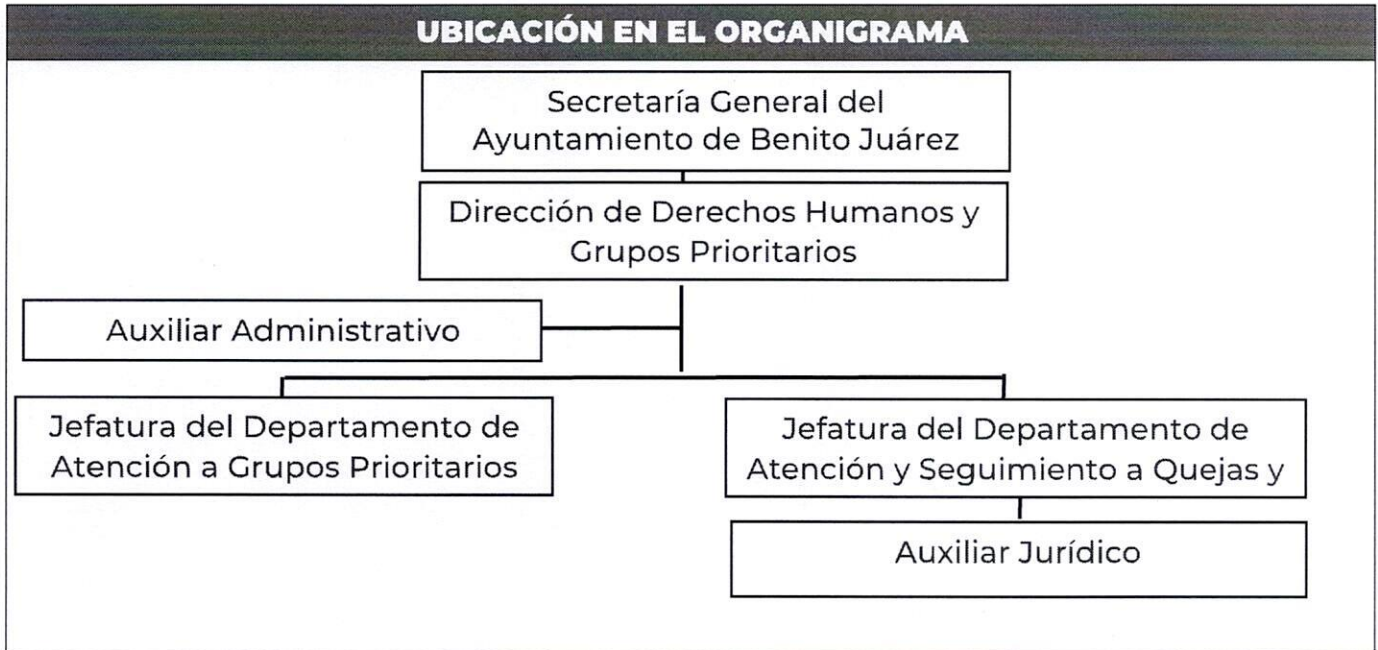 UBICACIÓN EN EL ORGANIGRAMA
Secretaría General del
Ayuntamiento de Benito Juárez
Dirección de Derechos Humanos y
Grupos Prioritarios
Auxiliar Administrativo
Jefatura del Departamento de
Atención a Grupos Prioritarios
Jefatura del Departamento de
Atención y Seguimiento a Quejas y
Auxiliar Jurídico